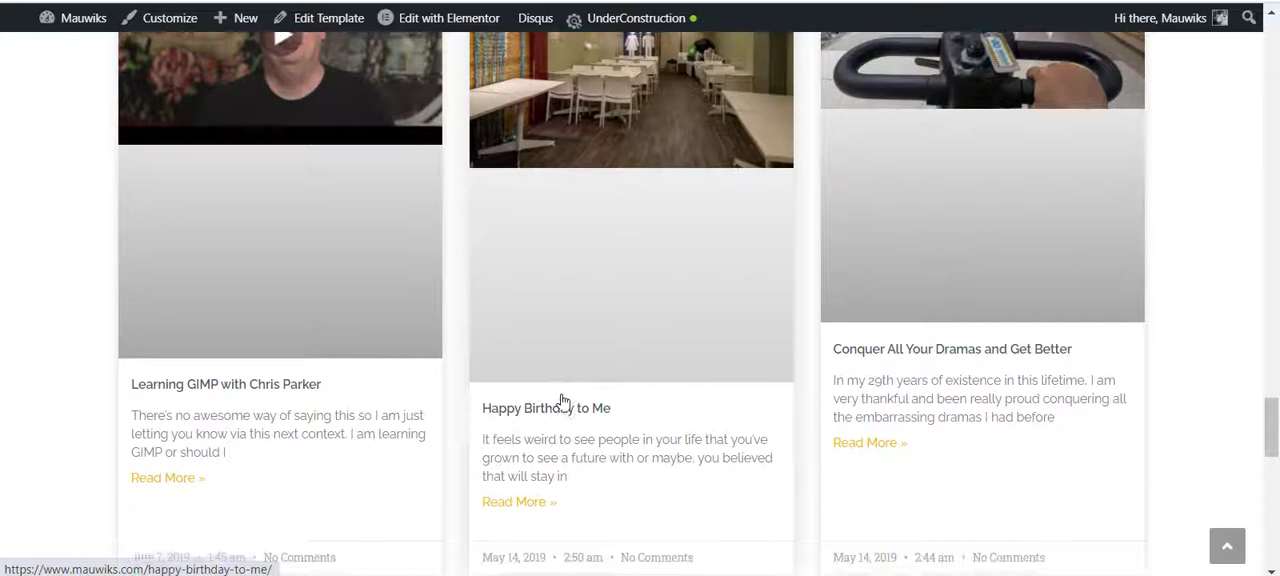 Mauwiks Customize New Edit Template Edit with Elementor Disqus UnderConstruction Hi there, Mauwiks
Learning GIMP with Chris Parker
There's no awesome way of saying this so I am just
letting you know via this next context. I am learning
GIMP or should I
Read More »
June 7, 2019 • 1:45 am • No Comments
Happy Birthday to Me
It feels weird to see people in your life that you've
grown to see a future with or maybe, you believed
that will stay in
Read More »
May 14, 2019 • 2:50 am • No Comments
Conquer All Your Dramas and Get Better
In my 29th years of existence in this lifetime. I am
very thankful and been really proud conquering all
the embarrassing dramas I had before
Read More »
May 14, 2019 • 2:44 am • No Comments
https://www.mauwiks.com/happy-birthday-to-me/